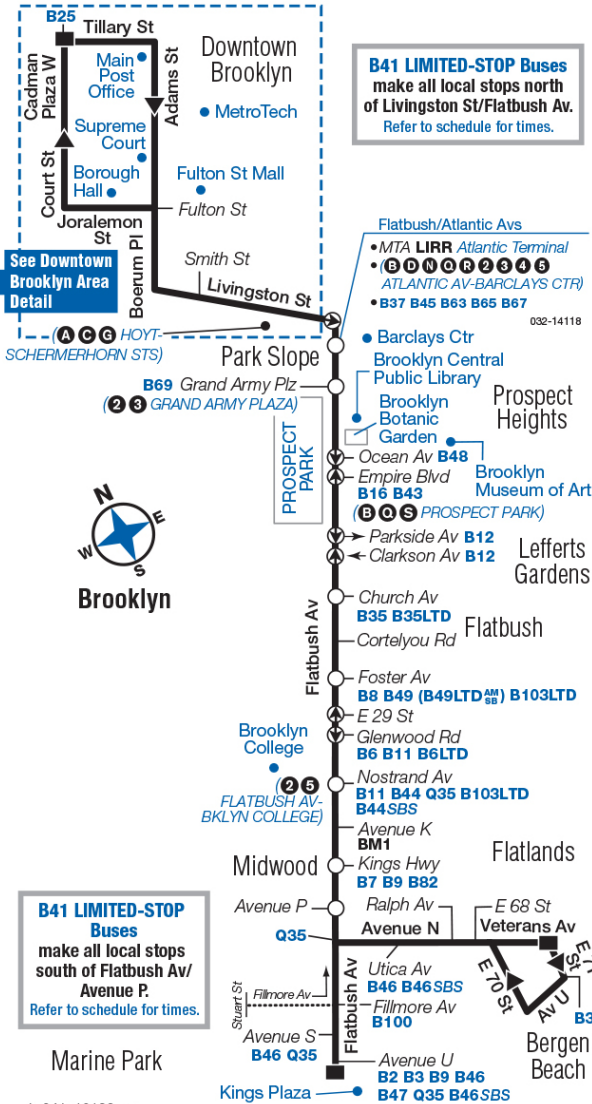 B25
Tillary St
Cadman
Plaza W
Main
Post
Office
Adams St
Downtown
Brooklyn
MetroTech
Supreme
Court
Court St
Borough
Hall
Fulton St Mall
Joralemon
St
Fulton St
Boerum Pl
Smith St
Livingston St
See Downtown
Brooklyn Area
Detail
(A C G HOYT-
SCHERMERHORN STS)
B41 LIMITED-STOP Buses
make all local stops north
of Livingston St/Flatbush Av.
Refer to schedule for times.
Flatbush/Atlantic Avs
• MTA LIRR Atlantic Terminal
• (B D N Q R 2 3 4 5
ATLANTIC AV-BARCLAYS CTR)
• B37 B45 B63 B65 B67
032-14118
Park Slope
Barclays Ctr
Brooklyn Central
Public Library
B69 Grand Army Plz
(2 3 GRAND ARMY PLAZA)
Prospect
Heights
Brooklyn
Botanic
Garden
PROSPECT
PARK
Ocean Av B48
Empire Blvd
B16 B43
(B Q S PROSPECT PARK)
Brooklyn
Museum of Art
N
E
W
S
Brooklyn
Parkside Av B12
Clarkson Av B12
Lefferts
Gardens
Church Av
B35 B35LTD
Flatbush
Flatbush Av
Cortelyou Rd
Foster Av
B8 B49 (B49LTD AM SB) B103LTD
E 29 St
Glenwood Rd
B6 B11 B6LTD
Brooklyn
College
(2 5
FLATBUSH AV-
BKLYN COLLEGE)
Nostrand Av
B11 B44 Q35 B103LTD
B44SBS
Avenue K
BM1
Midwood
Flatlands
Kings Hwy
B7 B9 B82
Avenue P
Q35
Ralph Av
E 68 St
Avenue N
Veterans Av
Utica Av
B46 B46SBS
E 70 St
E 71
St
Av U
B3
Bergen
Beach
B41 LIMITED-STOP
Buses
make all local stops
south of Flatbush Av/
Avenue P.
Refer to schedule for times.
Stuart St
Fillmore Av
Flatbush Av
Fillmore Av
B100
Avenue S
B46 Q35
Marine Park
Avenue U
B2 B3 B9 B46
B47 Q35 B46SBS
Kings Plaza